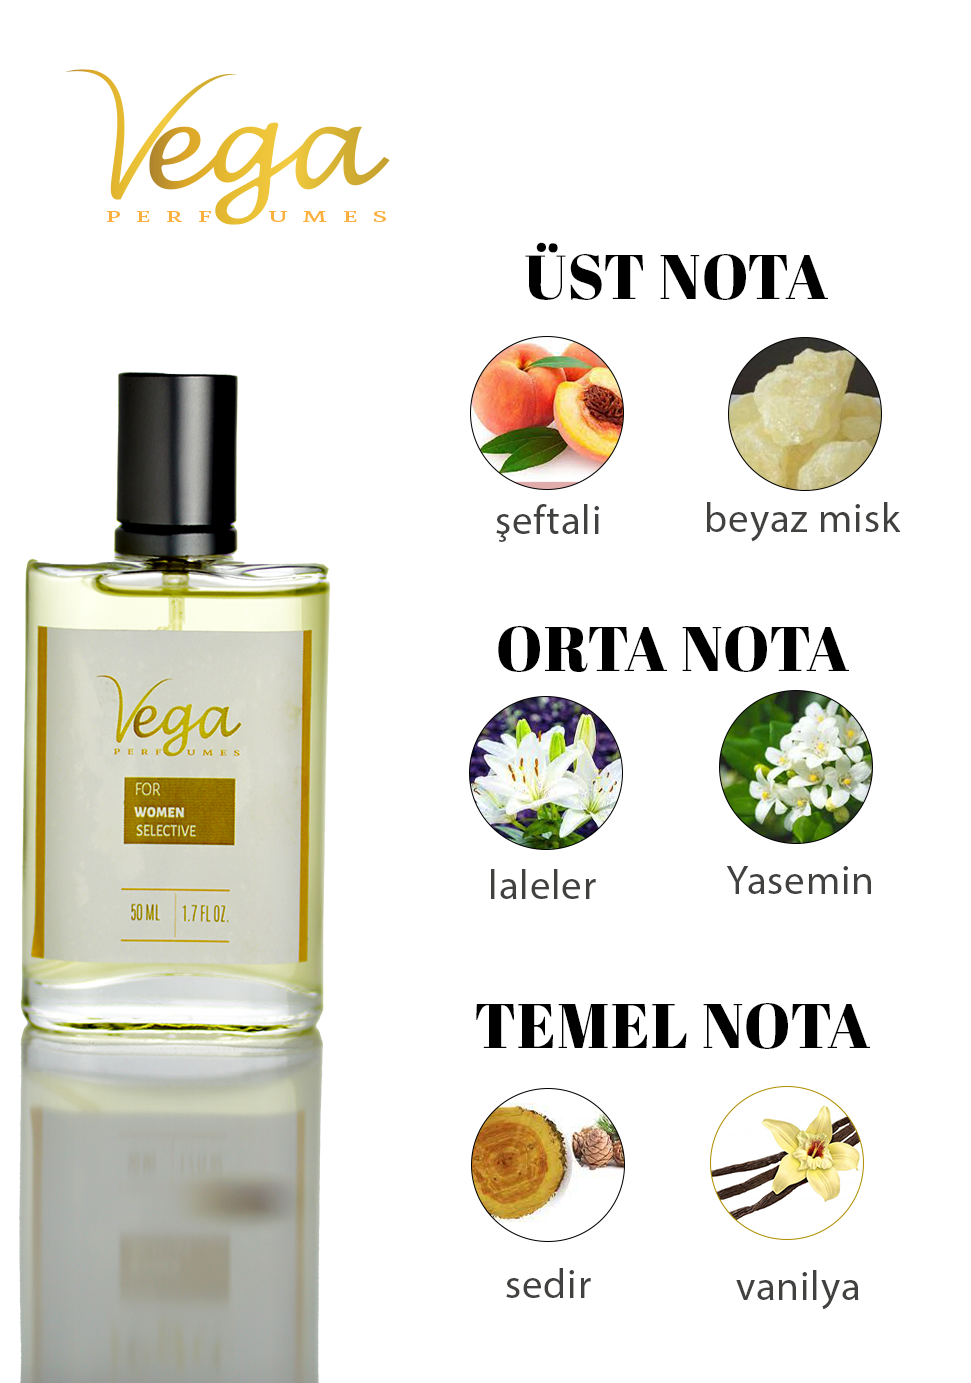 Vega
PERFUMES
ÜST NOTA
şeftali
beyaz misk
Vega
PERFUMES
FOR
WOMEN
SELECTIVE
50 ML
1.7 FL OZ.
ORTA NOTA
laleler
Yasemin
TEMEL NOTA
sedir
vanilya